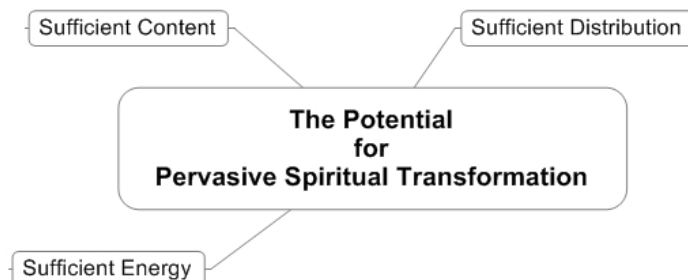 Sufficient Content
Sufficient Distribution
The Potential
for
Pervasive Spiritual Transformation
Sufficient Energy